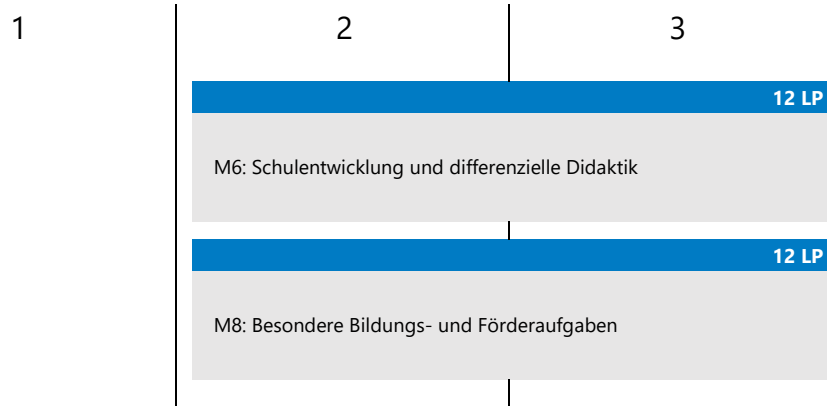 1 2 3
12 LP
M6: Schulentwicklung und differenzielle Didaktik
12 LP
M8: Besondere Bildungs- und Förderaufgaben